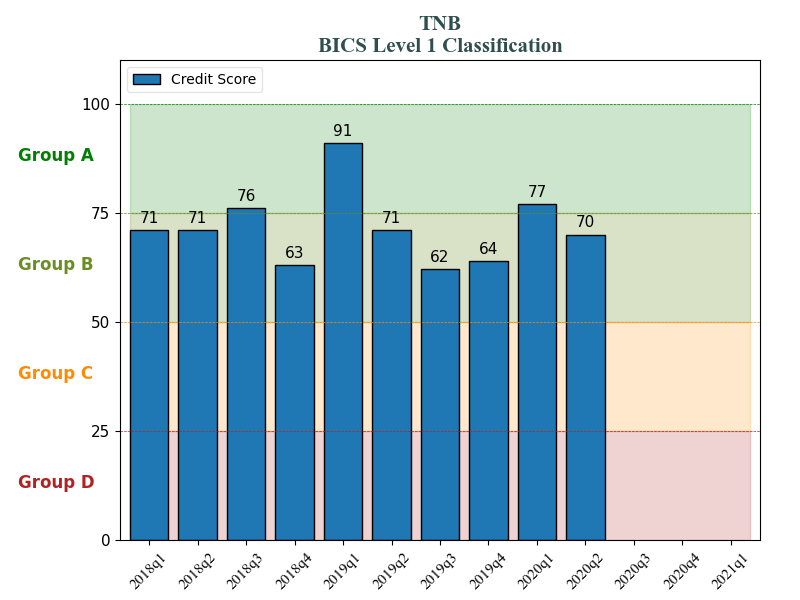 TNB
BICS Level 1 Classification
Credit Score
100
Group A
91
76
77
71
71
71
70
75
63
62
64
Group B
50
Group C
25
Group D
0
2018q1
2018q2
2018q3
2018q4
2019q1
2019q2
2019q3
2019q4
2020q1
2020q2
2020q3
2020q4
2021q1